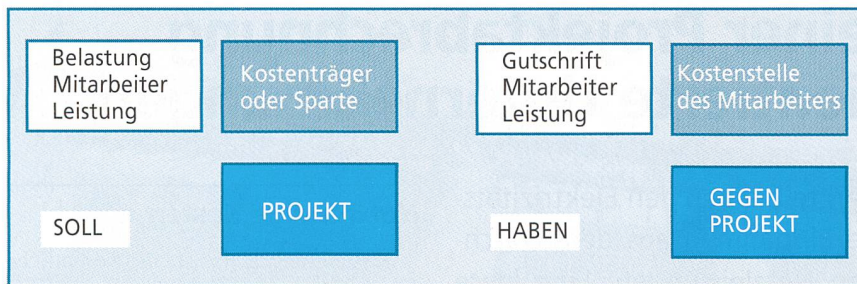 Belastung
Mitarbeiter
Leistung
Kostenträger
oder Sparte
Gutschrift
Mitarbeiter
Leistung
Kostenstelle
des Mitarbeiters
SOLL
PROJEKT
HABEN
GEGEN
PROJEKT